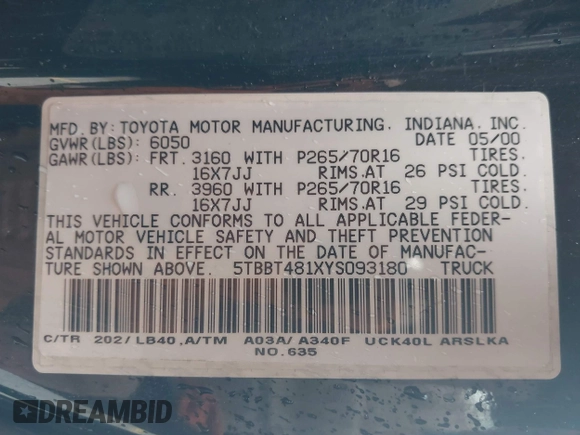 MFD. BY: TOYOTA MOTOR MANUFACTURING, INDIANA, INC.
GVWR(LBS): 6050 DATE 05/00
GAWR(LBS): FRT. 3160 WITH P265/70R16 TIRES.
16X7JJ RIMS.AT 26 PSI COLD.
RR. 3960 WITH P265/70R16 TIRES.
16X7JJ RIMS.AT 29 PSI COLD.
THIS VEHICLE CONFORMS TO ALL APPLICABLE FEDER-
AL MOTOR VEHICLE SAFETY AND THEFT PREVENTION
STANDARDS IN EFFECT ON THE DATE OF MANUFAC-
TURE SHOWN ABOVE. 5TBBT481XYS093180 TRUCK
C/TR 202/LB40,A/TM A03A/A340F UCK40L ARSLKA
NO.635
DREAMBID